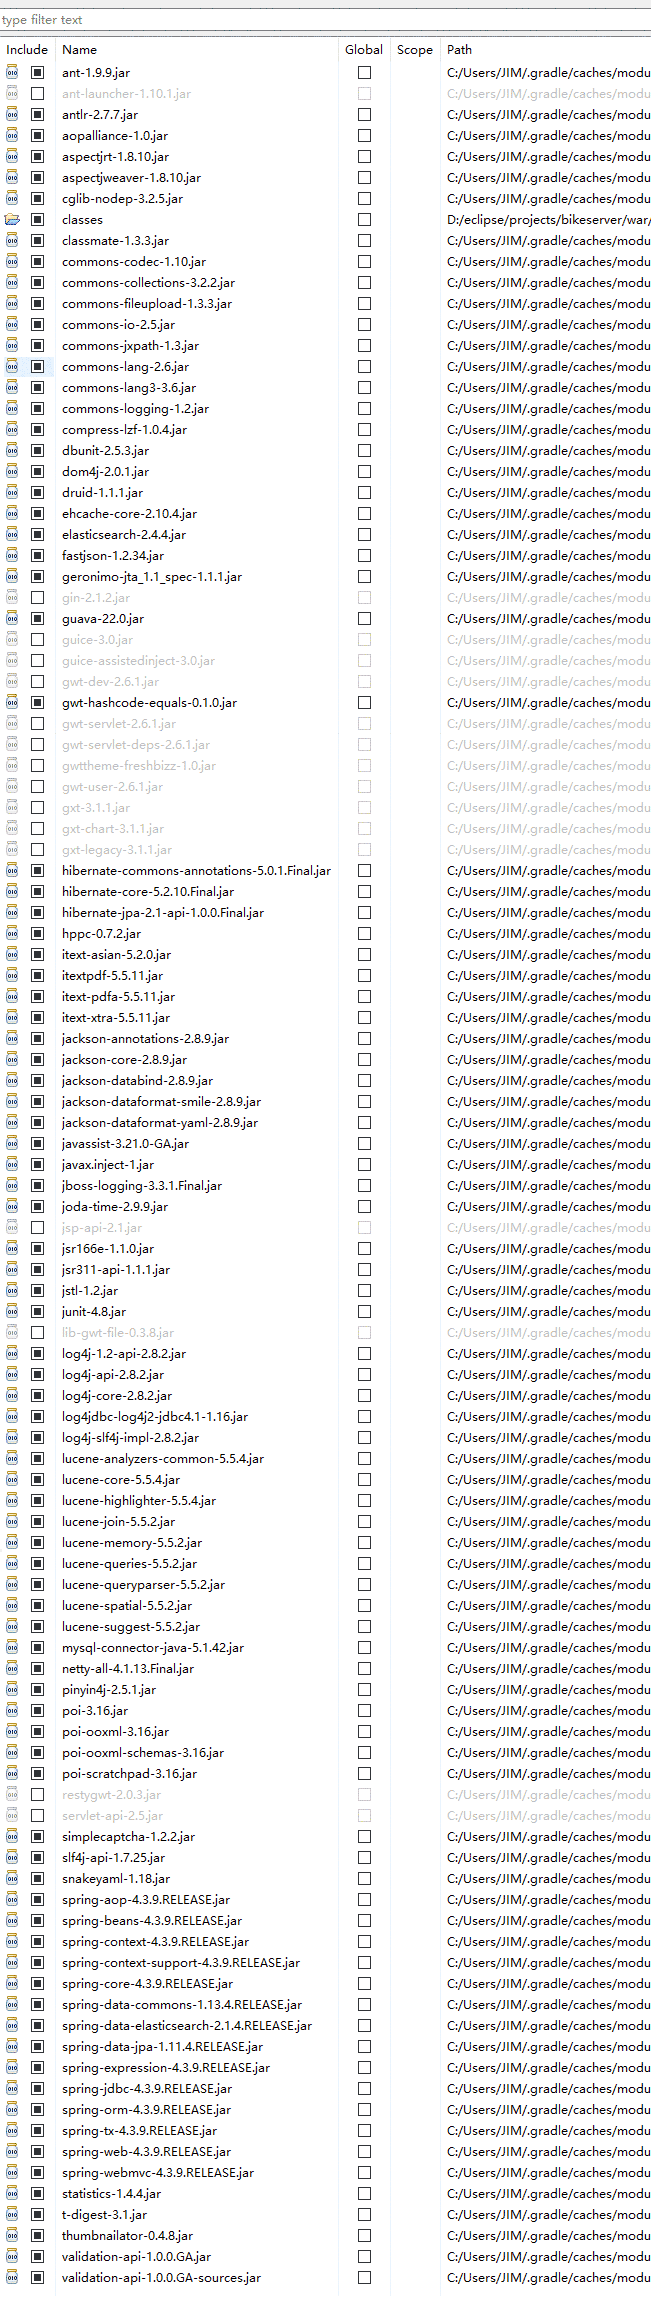 type filter text
Include Name Global Scope Path
ant-1.9.9.jar C:/Users/JIM/.gradle/caches/modu
ant-launcher-1.10.1.jar C:/Users/JIM/.gradle/caches/modu
antlr-2.7.7.jar C:/Users/JIM/.gradle/caches/modu
aopalliance-1.0.jar C:/Users/JIM/.gradle/caches/modu
aspectjrt-1.8.10.jar C:/Users/JIM/.gradle/caches/modu
aspectjweaver-1.8.10.jar C:/Users/JIM/.gradle/caches/modu
cglib-nodep-3.2.5.jar C:/Users/JIM/.gradle/caches/modu
classes D:/eclipse/projects/bikeserver/war/
classmate-1.3.3.jar C:/Users/JIM/.gradle/caches/modu
commons-codec-1.10.jar C:/Users/JIM/.gradle/caches/modu
commons-collections-3.2.2.jar C:/Users/JIM/.gradle/caches/modu
commons-fileupload-1.3.3.jar C:/Users/JIM/.gradle/caches/modu
commons-io-2.5.jar C:/Users/JIM/.gradle/caches/modu
commons-jxpath-1.3.jar C:/Users/JIM/.gradle/caches/modu
commons-lang-2.6.jar C:/Users/JIM/.gradle/caches/modu
commons-lang3-3.6.jar C:/Users/JIM/.gradle/caches/modu
commons-logging-1.2.jar C:/Users/JIM/.gradle/caches/modu
compress-lzf-1.0.4.jar C:/Users/JIM/.gradle/caches/modu
dbunit-2.5.3.jar C:/Users/JIM/.gradle/caches/modu
dom4j-2.0.1.jar C:/Users/JIM/.gradle/caches/modu
druid-1.1.1.jar C:/Users/JIM/.gradle/caches/modu
ehcache-core-2.10.4.jar C:/Users/JIM/.gradle/caches/modu
elasticsearch-2.4.4.jar C:/Users/JIM/.gradle/caches/modu
fastjson-1.2.34.jar C:/Users/JIM/.gradle/caches/modu
geronimo-jta_1.1_spec-1.1.1.jar C:/Users/JIM/.gradle/caches/modu
gin-2.1.2.jar C:/Users/JIM/.gradle/caches/modu
guava-22.0.jar C:/Users/JIM/.gradle/caches/modu
guice-3.0.jar C:/Users/JIM/.gradle/caches/modu
guice-assistedinject-3.0.jar C:/Users/JIM/.gradle/caches/modu
gwt-dev-2.6.1.jar C:/Users/JIM/.gradle/caches/modu
gwt-hashcode-equals-0.1.0.jar C:/Users/JIM/.gradle/caches/modu
gwt-servlet-2.6.1.jar C:/Users/JIM/.gradle/caches/modu
gwt-servlet-deps-2.6.1.jar C:/Users/JIM/.gradle/caches/modu
gwttheme-freshbizz-1.0.jar C:/Users/JIM/.gradle/caches/modu
gwt-user-2.6.1.jar C:/Users/JIM/.gradle/caches/modu
gxt-3.1.1.jar C:/Users/JIM/.gradle/caches/modu
gxt-chart-3.1.1.jar C:/Users/JIM/.gradle/caches/modu
gxt-legacy-3.1.1.jar C:/Users/JIM/.gradle/caches/modu
hibernate-commons-annotations-5.0.1.Final.jar C:/Users/JIM/.gradle/caches/modu
hibernate-core-5.2.10.Final.jar C:/Users/JIM/.gradle/caches/modu
hibernate-jpa-2.1-api-1.0.0.Final.jar C:/Users/JIM/.gradle/caches/modu
hppc-0.7.2.jar C:/Users/JIM/.gradle/caches/modu
itext-asian-5.2.0.jar C:/Users/JIM/.gradle/caches/modu
itextpdf-5.5.11.jar C:/Users/JIM/.gradle/caches/modu
itext-pdfa-5.5.11.jar C:/Users/JIM/.gradle/caches/modu
itext-xtra-5.5.11.jar C:/Users/JIM/.gradle/caches/modu
jackson-annotations-2.8.9.jar C:/Users/JIM/.gradle/caches/modu
jackson-core-2.8.9.jar C:/Users/JIM/.gradle/caches/modu
jackson-databind-2.8.9.jar C:/Users/JIM/.gradle/caches/modu
jackson-dataformat-smile-2.8.9.jar C:/Users/JIM/.gradle/caches/modu
jackson-dataformat-yaml-2.8.9.jar C:/Users/JIM/.gradle/caches/modu
javassist-3.21.0-GA.jar C:/Users/JIM/.gradle/caches/modu
javax.inject-1.jar C:/Users/JIM/.gradle/caches/modu
jboss-logging-3.3.1.Final.jar C:/Users/JIM/.gradle/caches/modu
joda-time-2.9.9.jar C:/Users/JIM/.gradle/caches/modu
jsp-api-2.1.jar C:/Users/JIM/.gradle/caches/modu
jsr166e-1.1.0.jar C:/Users/JIM/.gradle/caches/modu
jsr311-api-1.1.1.jar C:/Users/JIM/.gradle/caches/modu
jstl-1.2.jar C:/Users/JIM/.gradle/caches/modu
junit-4.8.jar C:/Users/JIM/.gradle/caches/modu
lib-gwt-file-0.3.8.jar C:/Users/JIM/.gradle/caches/modu
log4j-1.2-api-2.8.2.jar C:/Users/JIM/.gradle/caches/modu
log4j-api-2.8.2.jar C:/Users/JIM/.gradle/caches/modu
log4j-core-2.8.2.jar C:/Users/JIM/.gradle/caches/modu
log4jdbc-log4j2-jdbc4.1-1.16.jar C:/Users/JIM/.gradle/caches/modu
log4j-slf4j-impl-2.8.2.jar C:/Users/JIM/.gradle/caches/modu
lucene-analyzers-common-5.5.4.jar C:/Users/JIM/.gradle/caches/modu
lucene-core-5.5.4.jar C:/Users/JIM/.gradle/caches/modu
lucene-highlighter-5.5.4.jar C:/Users/JIM/.gradle/caches/modu
lucene-join-5.5.2.jar C:/Users/JIM/.gradle/caches/modu
lucene-memory-5.5.2.jar C:/Users/JIM/.gradle/caches/modu
lucene-queries-5.5.2.jar C:/Users/JIM/.gradle/caches/modu
lucene-queryparser-5.5.2.jar C:/Users/JIM/.gradle/caches/modu
lucene-spatial-5.5.2.jar C:/Users/JIM/.gradle/caches/modu
lucene-suggest-5.5.2.jar C:/Users/JIM/.gradle/caches/modu
mysql-connector-java-5.1.42.jar C:/Users/JIM/.gradle/caches/modu
netty-all-4.1.13.Final.jar C:/Users/JIM/.gradle/caches/modu
pinyin4j-2.5.1.jar C:/Users/JIM/.gradle/caches/modu
poi-3.16.jar C:/Users/JIM/.gradle/caches/modu
poi-ooxml-3.16.jar C:/Users/JIM/.gradle/caches/modu
poi-ooxml-schemas-3.16.jar C:/Users/JIM/.gradle/caches/modu
poi-scratchpad-3.16.jar C:/Users/JIM/.gradle/caches/modu
restygwt-2.0.3.jar C:/Users/JIM/.gradle/caches/modu
servlet-api-2.5.jar C:/Users/JIM/.gradle/caches/modu
simplecaptcha-1.2.2.jar C:/Users/JIM/.gradle/caches/modu
slf4j-api-1.7.25.jar C:/Users/JIM/.gradle/caches/modu
snakeyaml-1.18.jar C:/Users/JIM/.gradle/caches/modu
spring-aop-4.3.9.RELEASE.jar C:/Users/JIM/.gradle/caches/modu
spring-beans-4.3.9.RELEASE.jar C:/Users/JIM/.gradle/caches/modu
spring-context-4.3.9.RELEASE.jar C:/Users/JIM/.gradle/caches/modu
spring-context-support-4.3.9.RELEASE.jar C:/Users/JIM/.gradle/caches/modu
spring-core-4.3.9.RELEASE.jar C:/Users/JIM/.gradle/caches/modu
spring-data-commons-1.13.4.RELEASE.jar C:/Users/JIM/.gradle/caches/modu
spring-data-elasticsearch-2.1.4.RELEASE.jar C:/Users/JIM/.gradle/caches/modu
spring-data-jpa-1.11.4.RELEASE.jar C:/Users/JIM/.gradle/caches/modu
spring-expression-4.3.9.RELEASE.jar C:/Users/JIM/.gradle/caches/modu
spring-jdbc-4.3.9.RELEASE.jar C:/Users/JIM/.gradle/caches/modu
spring-orm-4.3.9.RELEASE.jar C:/Users/JIM/.gradle/caches/modu
spring-tx-4.3.9.RELEASE.jar C:/Users/JIM/.gradle/caches/modu
spring-web-4.3.9.RELEASE.jar C:/Users/JIM/.gradle/caches/modu
spring-webmvc-4.3.9.RELEASE.jar C:/Users/JIM/.gradle/caches/modu
statistics-1.4.4.jar C:/Users/JIM/.gradle/caches/modu
t-digest-3.1.jar C:/Users/JIM/.gradle/caches/modu
thumbnailator-0.4.8.jar C:/Users/JIM/.gradle/caches/modu
validation-api-1.0.0.GA.jar C:/Users/JIM/.gradle/caches/modu
validation-api-1.0.0.GA-sources.jar C:/Users/JIM/.gradle/caches/modu